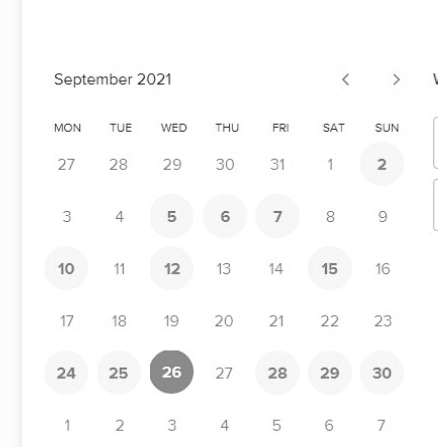 September 2021 < >
MON TUE WED THU FRI SAT SUN
27 28 29 30 31 1 2
3 4 5 6 7 8 9
10 11 12 13 14 15 16
17 18 19 20 21 22 23
24 25 26 27 28 29 30
1 2 3 4 5 6 7